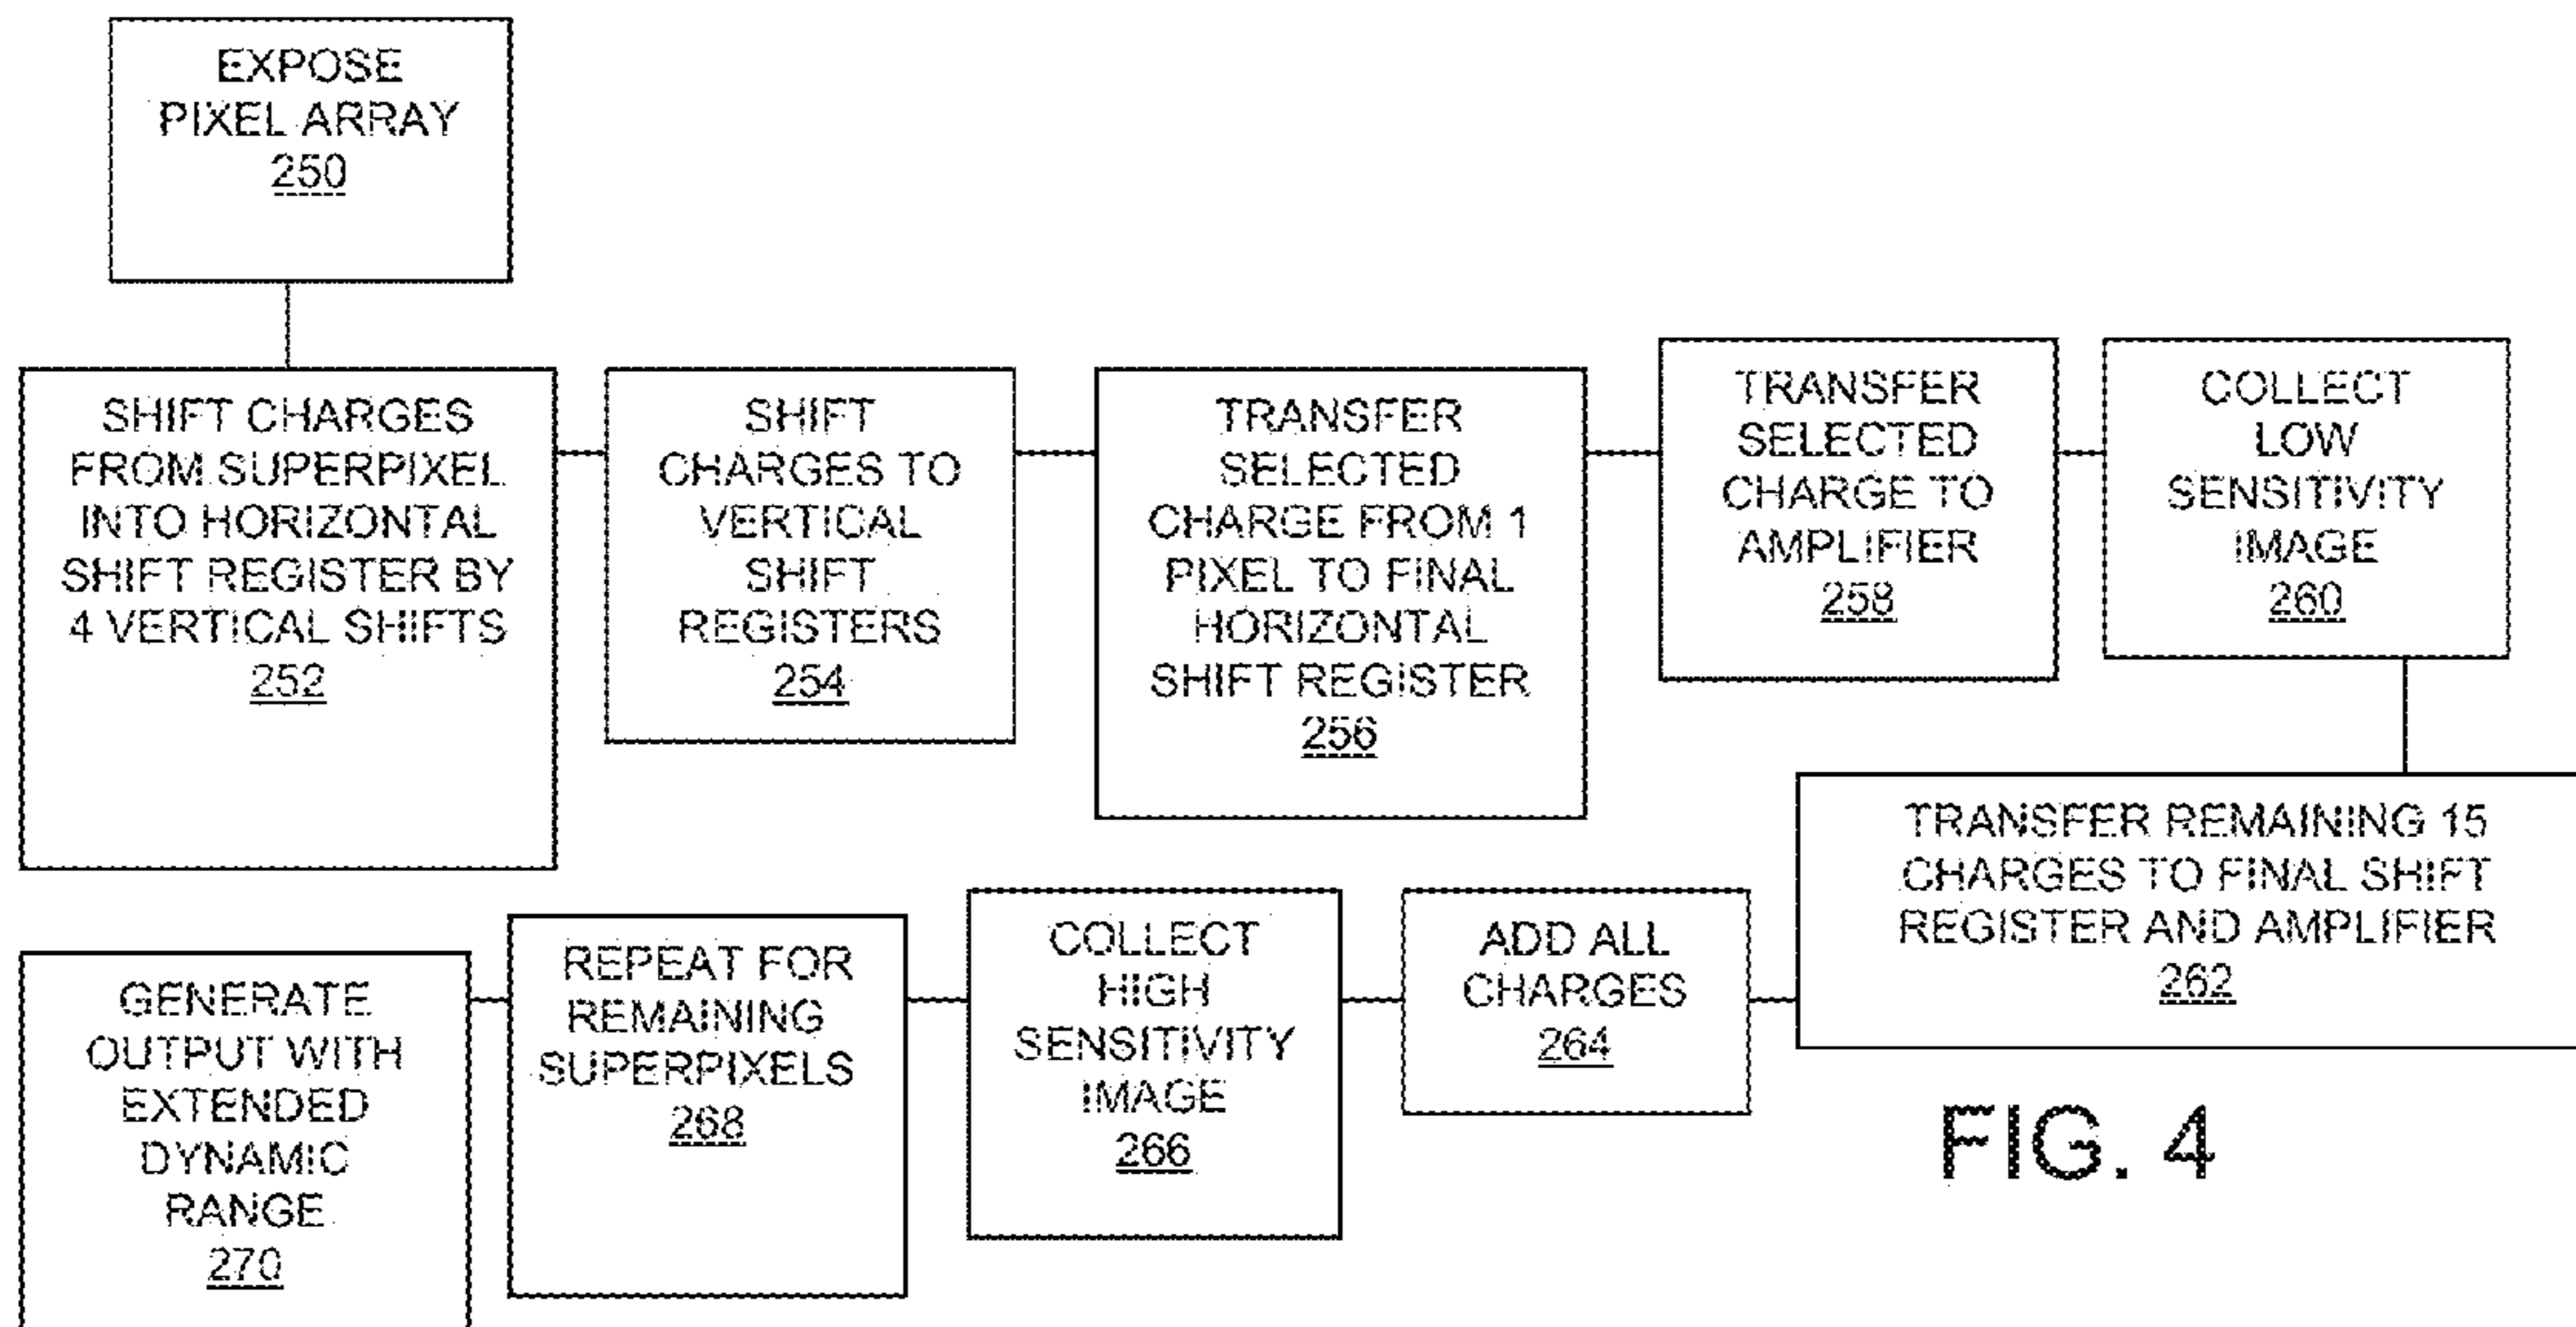 EXPOSE
PIXEL ARRAY
250
SHIFT CHARGES
FROM SUPERPIXEL
INTO HORIZONTAL
SHIFT REGISTER BY
4 VERTICAL SHIFTS
252
SHIFT
CHARGES TO
VERTICAL
SHIFT
REGISTERS
254
TRANSFER
SELECTED
CHARGE FROM 1
PIXEL TO FINAL
HORIZONTAL
SHIFT REGISTER
256
TRANSFER
SELECTED
CHARGE TO
AMPLIFIER
258
COLLECT
LOW
SENSITIVITY
IMAGE
260
TRANSFER REMAINING 15
CHARGES TO FINAL SHIFT
REGISTER AND AMPLIFIER
262
ADD ALL
CHARGES
264
COLLECT
HIGH
SENSITIVITY
IMAGE
266
REPEAT FOR
REMAINING
SUPERPIXELS
268
GENERATE
OUTPUT WITH
EXTENDED
DYNAMIC
RANGE
270
FIG. 4